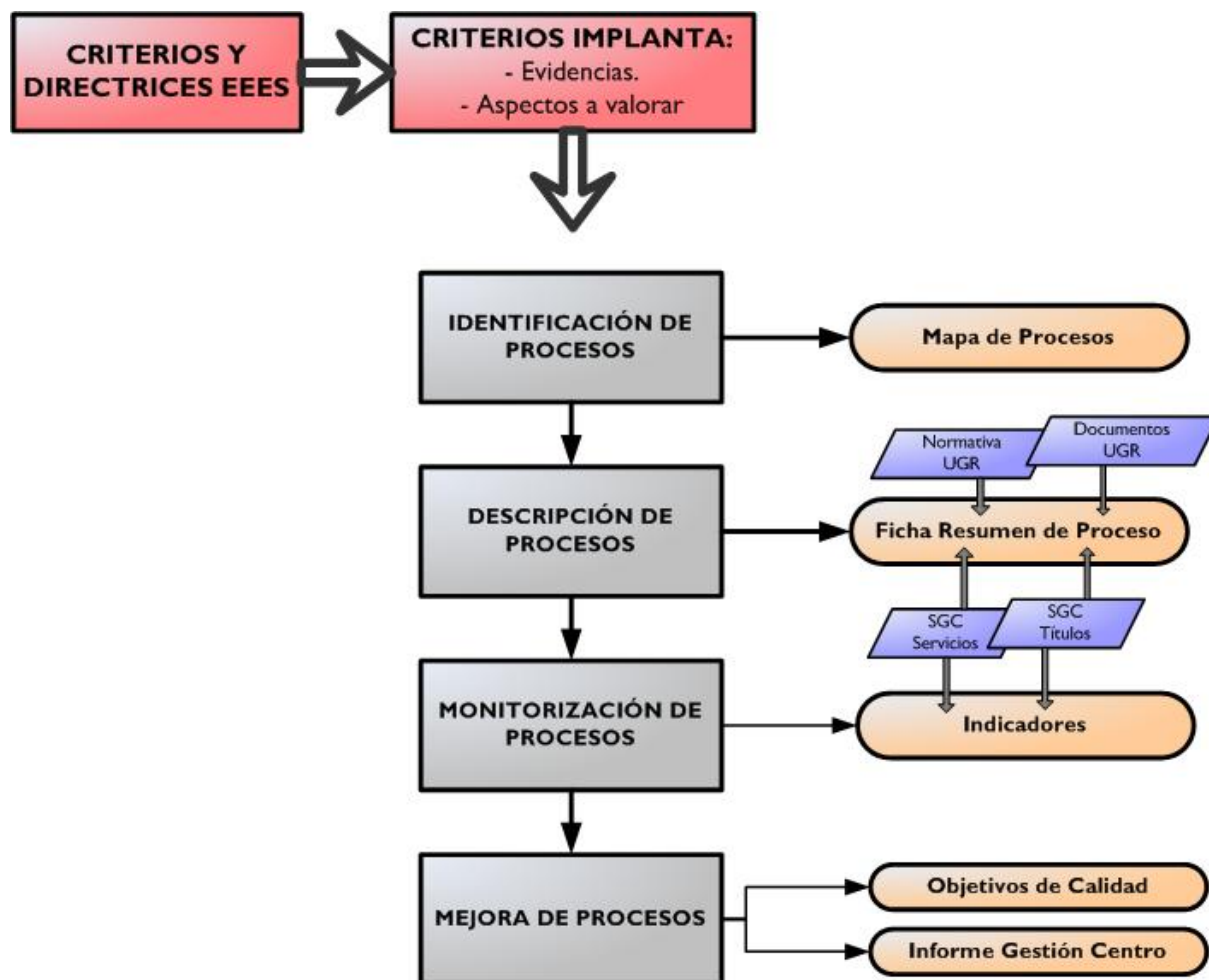 CRITERIOS Y
DIRECTRICES EEES
CRITERIOS IMPLANTA:
- Evidencias.
- Aspectos a valorar
IDENTIFICACIÓN DE
PROCESOS
Mapa de Procesos
Normativa
UGR
Documentos
UGR
DESCRIPCIÓN DE
PROCESOS
Ficha Resumen de Proceso
SGC
Servicios
SGC
Títulos
MONITORIZACIÓN DE
PROCESOS
Indicadores
MEJORA DE PROCESOS
Objetivos de Calidad
Informe Gestión Centro